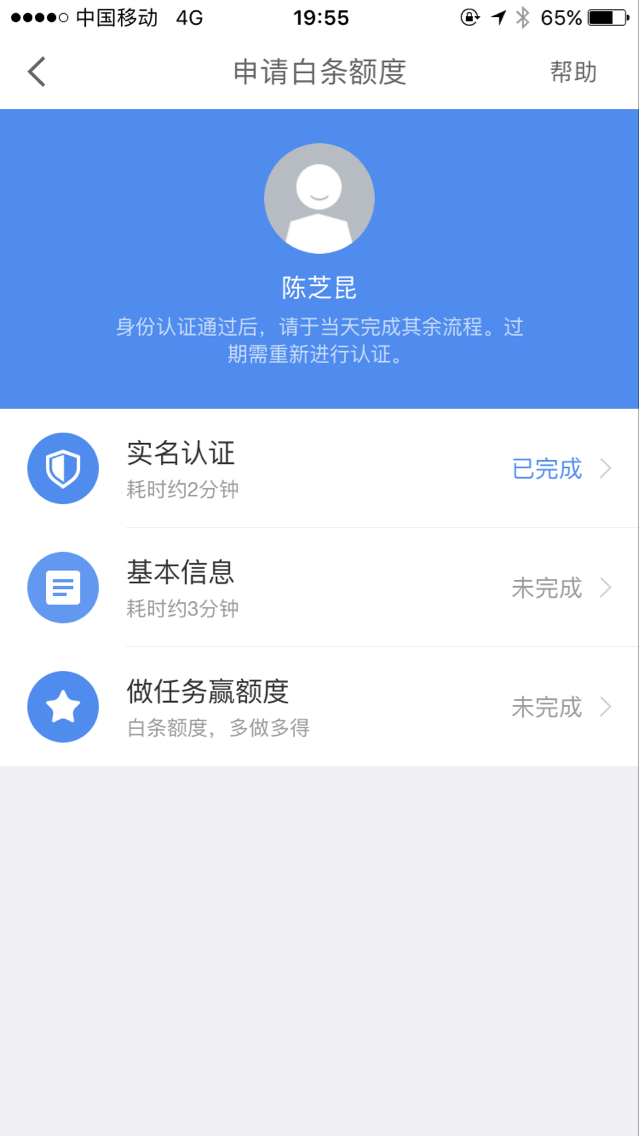 中国移动 4G 19:55 65%
申请白条额度 帮助
陈芝昆
身份认证通过后，请于当天完成其余流程。过
期需重新进行认证。
实名认证
已完成
耗时约2分钟
基本信息
未完成
耗时约3分钟
做任务赢额度
未完成
白条额度，多做多得